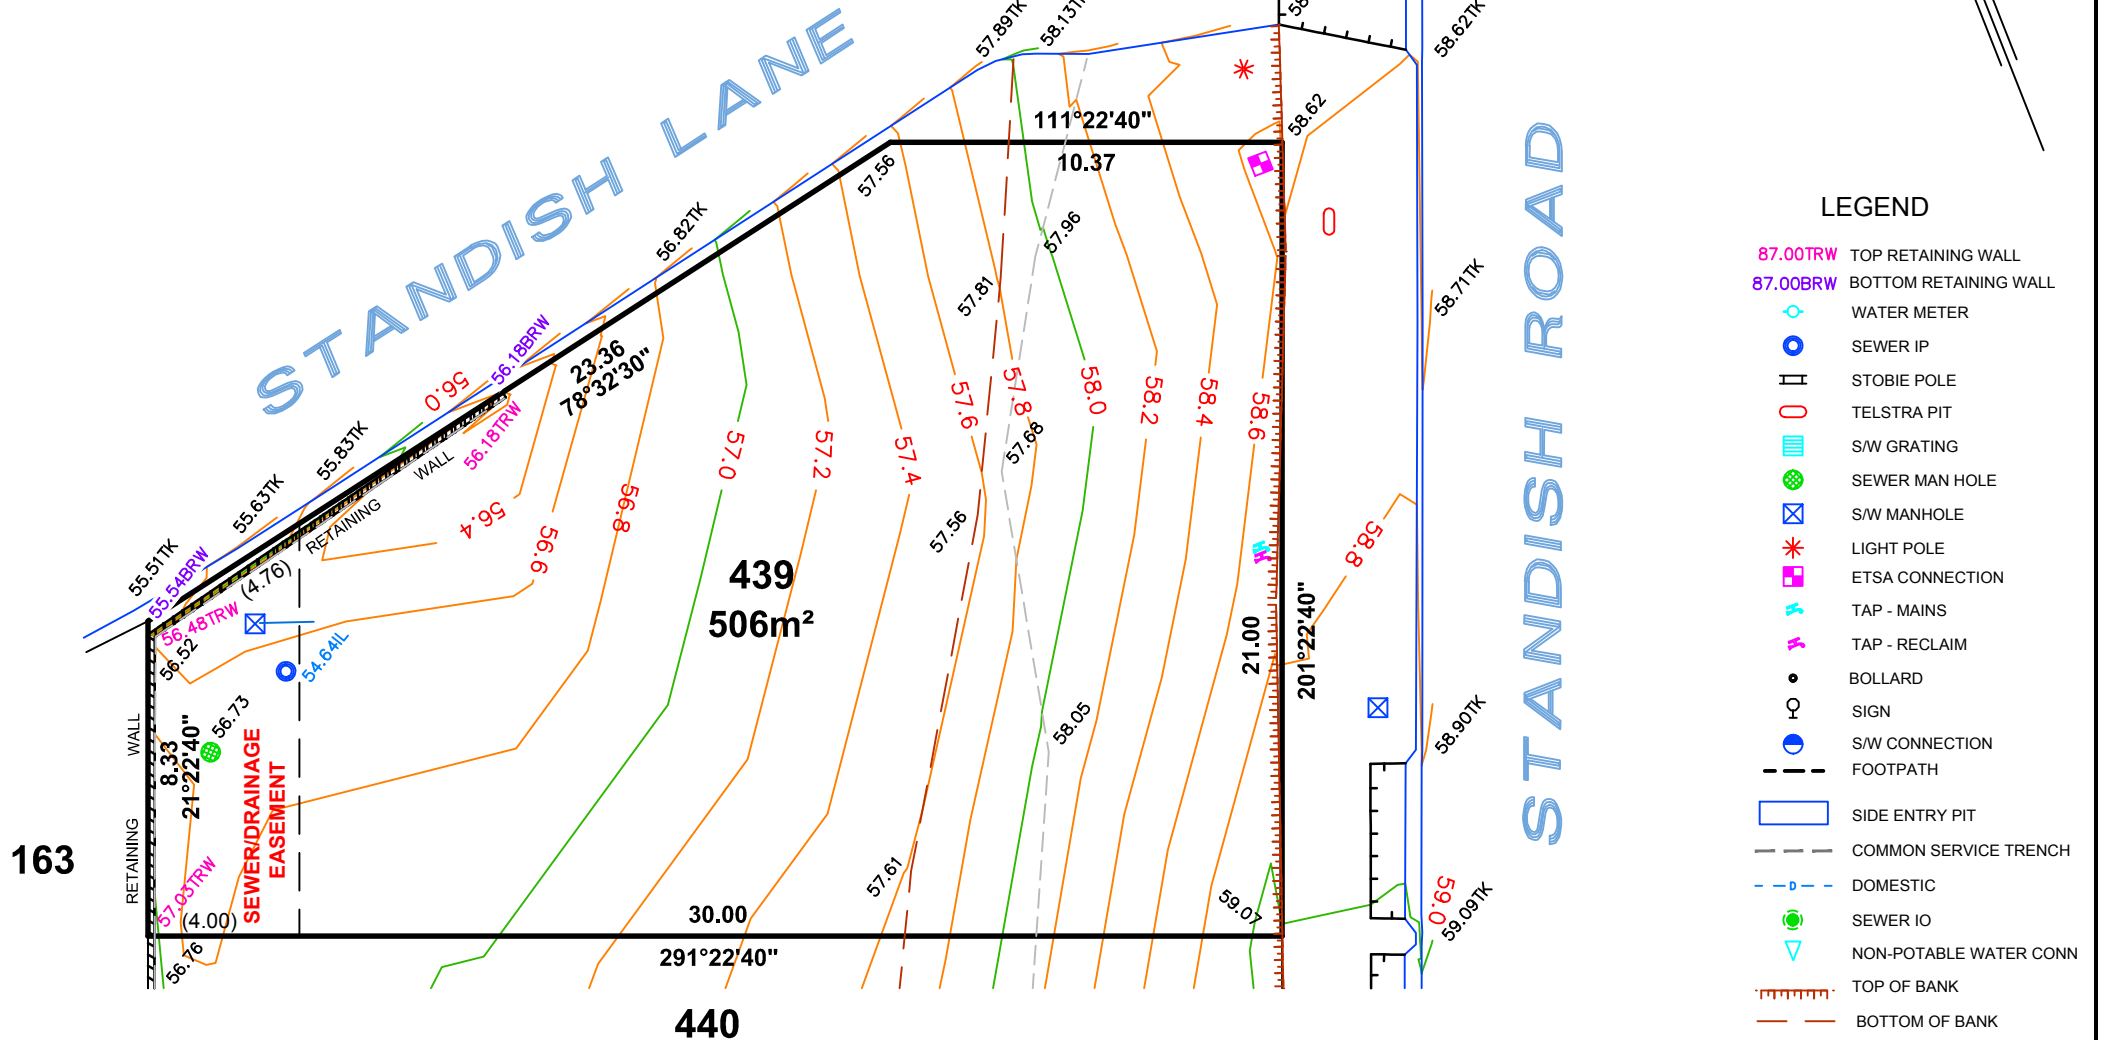 STANDISH LANE
57.89TK
58.13TK
58.62TK
111°22'40"
10.37
58.62
57.56
56.82TK
57.96
57.81
58.71TK
56.18BRW
23.36
78°32'30"
56.0
56.18TRW
WALL
RETAINING
55.83TK
55.63TK
55.51TK
55.54BRW
56.48TRW
(4.76)
56.52
54.64IL
56.4
56.6
56.8
57.0
57.2
57.4
57.6
57.8
58.0
58.2
58.4
58.6
58.8
59.0
57.68
57.56
439
506m²
21.00
201°22'40"
STANDISH ROAD
56.73
8.33
21°22'40"
SEWER/DRAINAGE
EASEMENT
WALL
RETAINING
163
57.03TRW
(4.00)
56.76
30.00
291°22'40"
57.61
58.05
59.07
58.90TK
59.09TK
440
LEGEND
87.00TRW TOP RETAINING WALL
87.00BRW BOTTOM RETAINING WALL
WATER METER
SEWER IP
STOBIE POLE
TELSTRA PIT
S/W GRATING
SEWER MAN HOLE
S/W MANHOLE
LIGHT POLE
ETSA CONNECTION
TAP - MAINS
TAP - RECLAIM
BOLLARD
SIGN
S/W CONNECTION
FOOTPATH
SIDE ENTRY PIT
COMMON SERVICE TRENCH
D DOMESTIC
SEWER IO
NON-POTABLE WATER CONN
TOP OF BANK
BOTTOM OF BANK